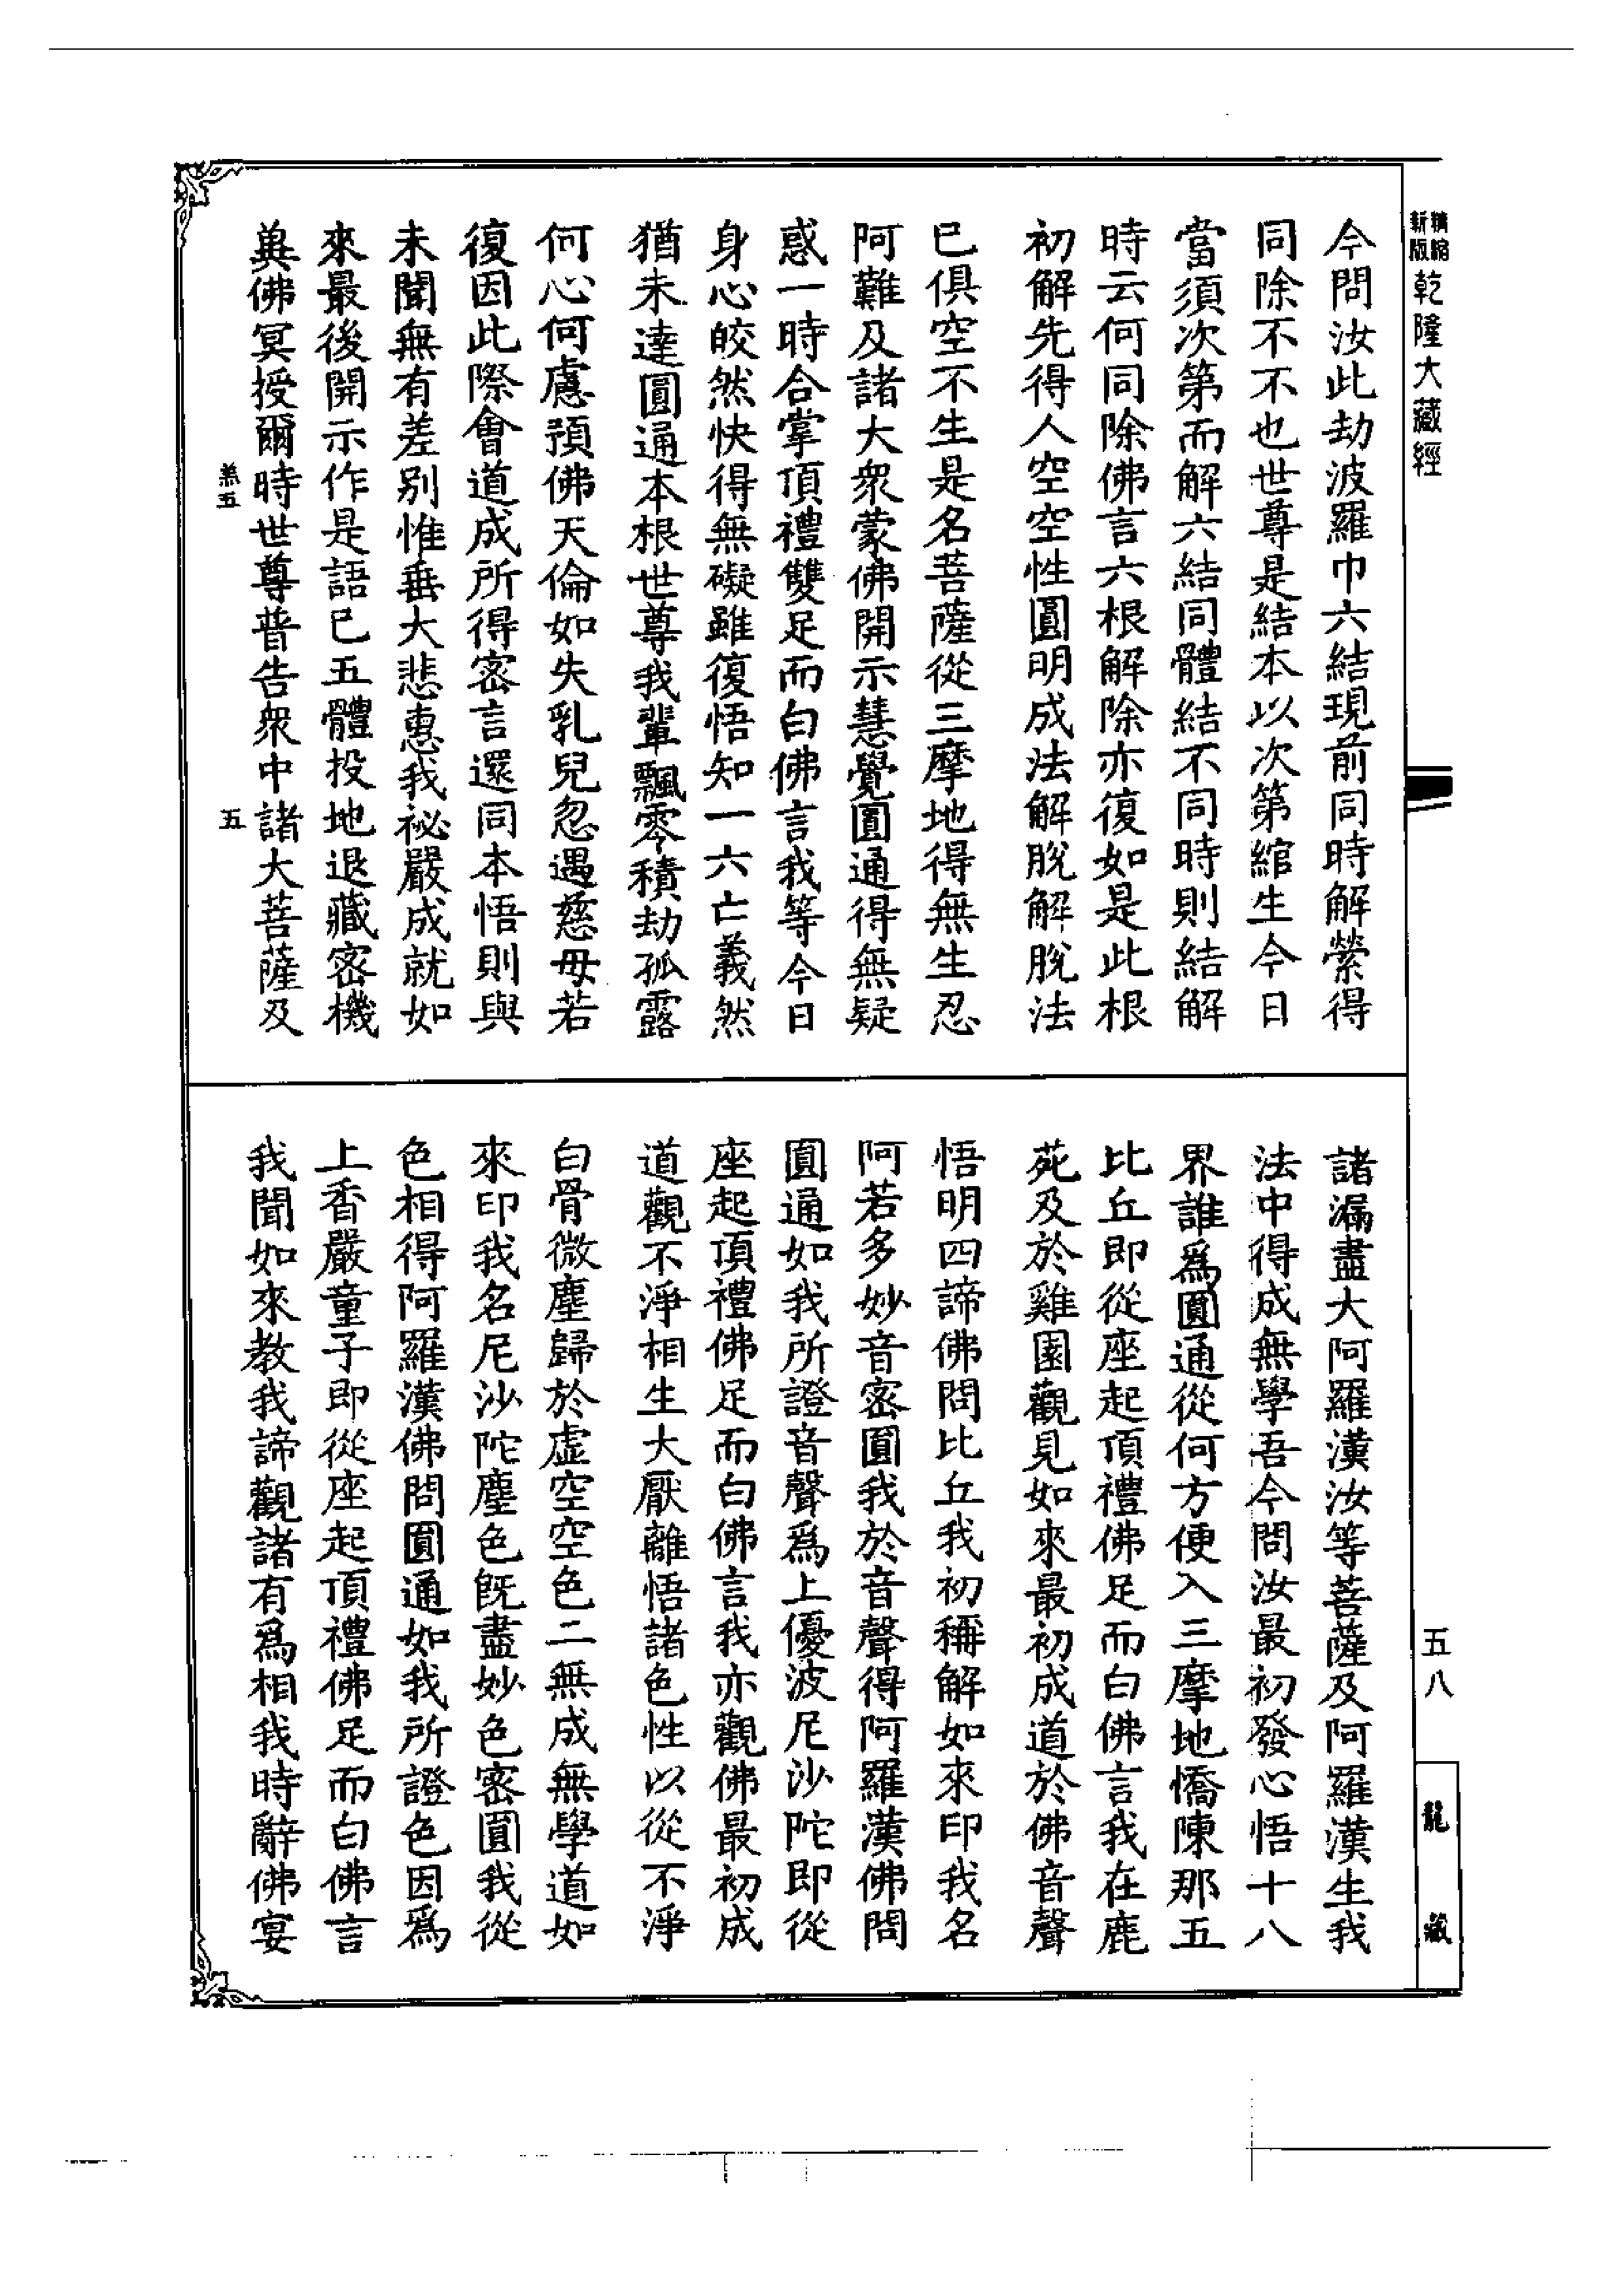 精縮新版乾隆大藏經
今問汝此劫波羅巾六結現前同時解縈得
同除不不也世尊是結本以次第綰生今日
當須次第而解六結同體結不同時則結解
時云何同除佛言六根解除亦復如是此根
初解先得人空空性圓明成法解脫解脫法
已俱空不生是名菩薩從三摩地得無生忍
阿難及諸大衆蒙佛開示慧覺圓通得無疑
惑一時合掌頂禮雙足而白佛言我等今日
身心皎然快得無礙雖復悟知一六亡義然
猶未達圓通本根世尊我輩飄零積劫孤露
何心何慮預佛天倫如失乳兒忽遇慈母若
復因此際會道成所得密言還同本悟則與
未聞無有差別惟垂大悲惠我祕嚴成就如
來最後開示作是語已五體投地退藏密機
兾佛冥授爾時世尊普告衆中諸大菩薩及
五
諸漏盡大阿羅漢汝等菩薩及阿羅漢生我
法中得成無學吾今問汝最初發心悟十八
界誰爲圓通從何方便入三摩地憍陳那五
比丘即從座起頂禮佛足而白佛言我在鹿
苑及於雞園觀見如來最初成道於佛音聲
悟明四諦佛問比丘我初稱解如來印我名
阿若多妙音密圓我於音聲得阿羅漢佛問
圓通如我所證音聲爲上優波尼沙陀即從
座起頂禮佛足而白佛言我亦觀佛最初成
道觀不淨相生大厭離悟諸色性以從不淨
白骨微塵歸於虛空空色二無成無學道如
來印我名尼沙陀塵色旣盡妙色密圓我從
色相得阿羅漢佛問圓通如我所證色因爲
上香嚴童子即從座起頂禮佛足而白佛言
我聞如來教我諦觀諸有爲相我時辭佛宴
五八
龍藏